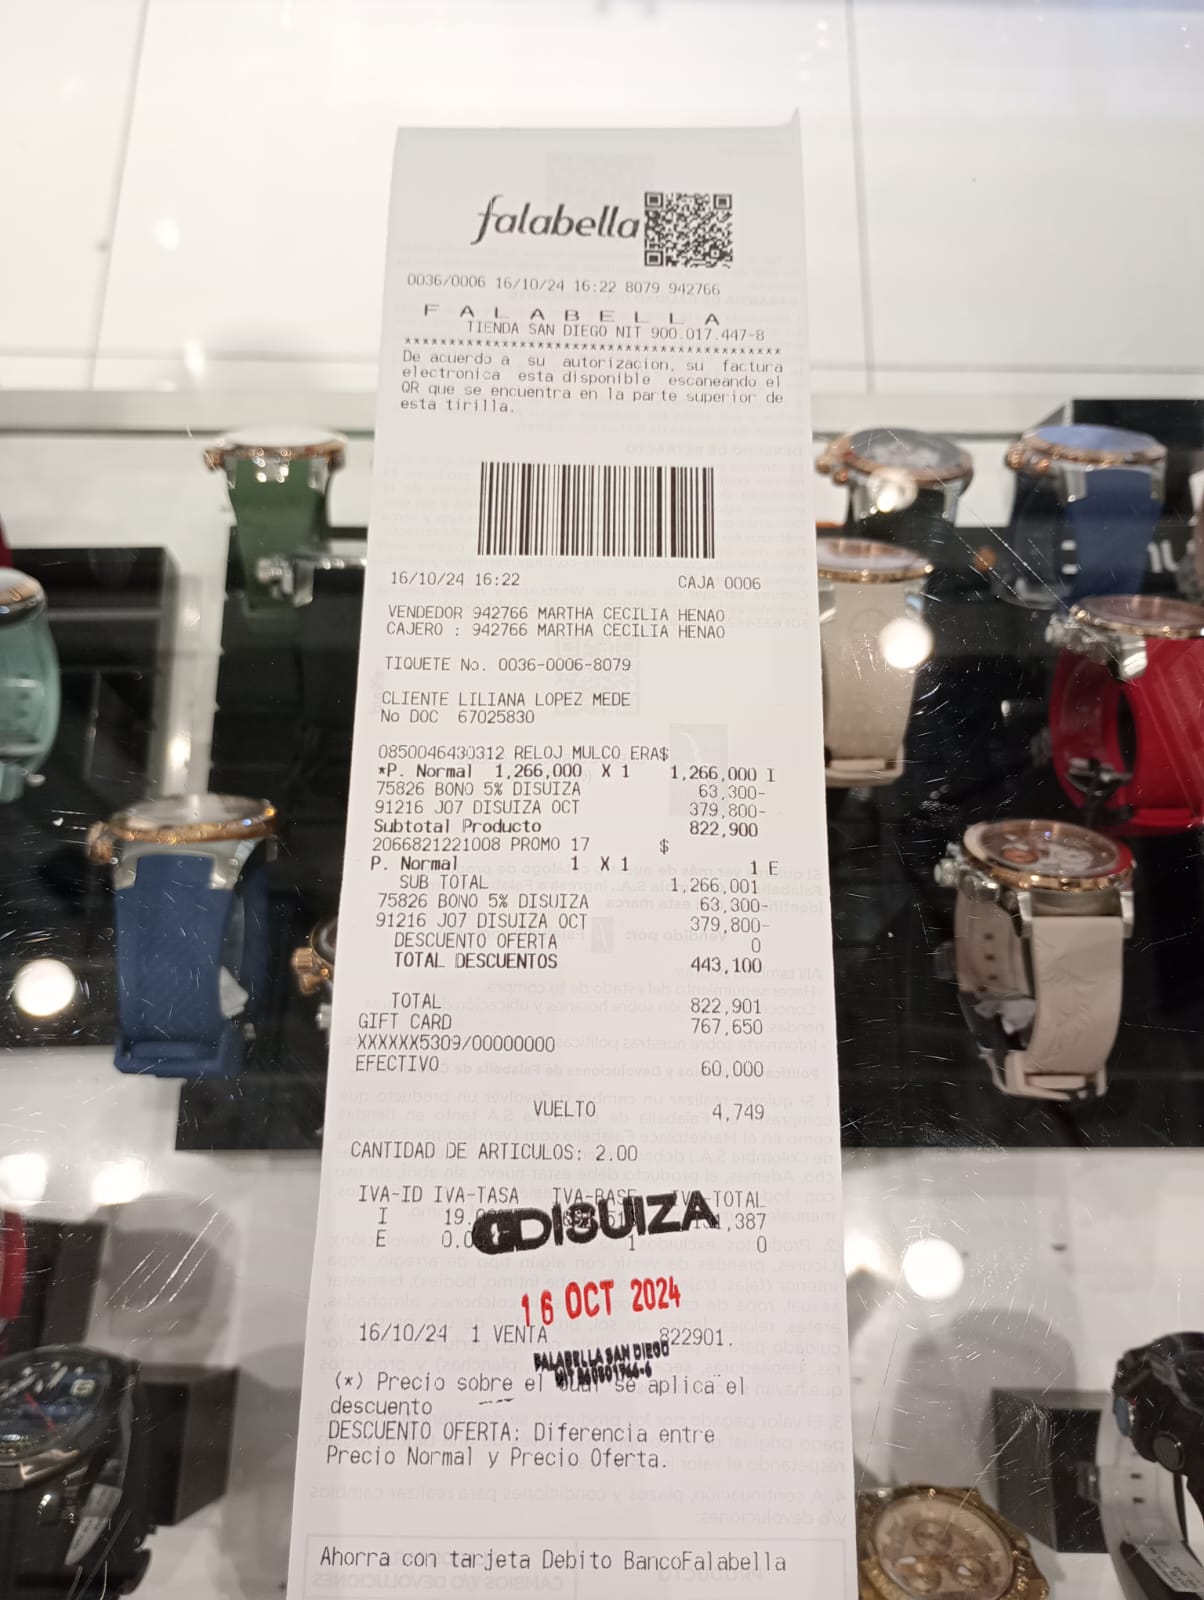 falabella
0036/0006 16/10/24 16:22 8079 942766
F A L A B E L L A
TIENDA SAN DIEGO NIT 900.017.447-8
****************************************
De acuerdo a su autorizacion, su factura
electronica esta disponible escaneando el
QR que se encuentra en la parte superior de
esta tirilla.
16/10/24 16:22 CAJA 0006
VENDEDOR 942766 MARTHA CECILIA HENAO
CAJERO : 942766 MARTHA CECILIA HENAO
TIQUETE No. 0036-0006-8079
CLIENTE LILIANA LOPEZ MEDE
No DOC 67025830
0850046430312 RELOJ MULCO ERA$
*P. Normal 1,266,000 X 1 1,266,000 I
75826 BONO 5% DISUIZA 63,300-
91216 J07 DISUIZA OCT 379,800-
Subtotal Producto 822,900
2066821221008 PROMO 17 $
P. Normal 1 X 1 1 E
SUB TOTAL 1,266,001
75826 BONO 5% DISUIZA 63,300-
91216 J07 DISUIZA OCT 379,800-
DESCUENTO OFERTA 0
TOTAL DESCUENTOS 443,100
TOTAL 822,901
GIFT CARD 767,650
XXXXXX5309/00000000
EFECTIVO 60,000
VUELTO 4,749
CANTIDAD DE ARTICULOS: 2.00
IVA-ID IVA-TASA IVA-BASE IVA-TOTAL
I
E 1 0
DISUIZA
16 OCT 2024
16/10/24 1 VENTA 822901.
FALABELLA SAN DIEGO
(*) Precio sobre el cual se aplica el
descuento
DESCUENTO OFERTA: Diferencia entre
Precio Normal y Precio Oferta.
Ahorra con tarjeta Debito BancoFalabella